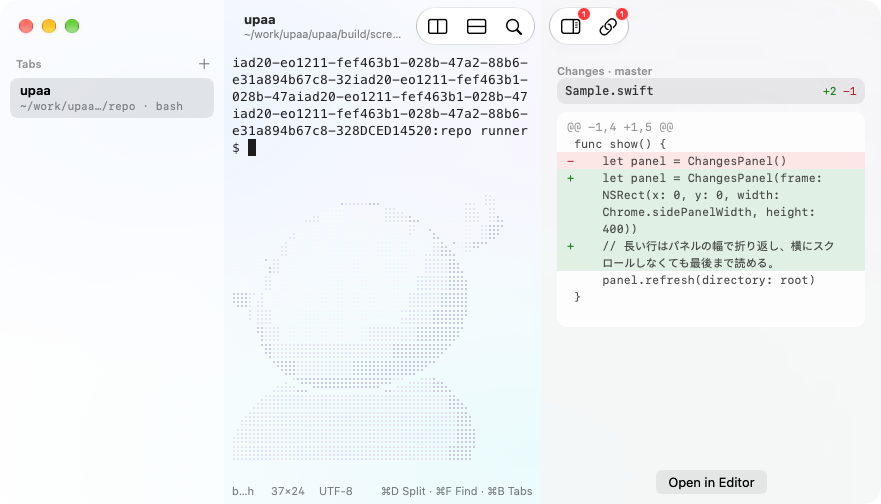 upaa
~/work/upaa/upaa/build/scre…
1
1
Tabs
upaa
~/work/upaa…/repo · bash
iad20-eo1211-fef463b1-028b-47a2-88b6-
e31a894b67c8-32iad20-eo1211-fef463b1-
028b-47aiad20-eo1211-fef463b1-028b-47
iad20-eo1211-fef463b1-028b-47a2-88b6-
e31a894b67c8-328DCED14520:repo runner
$
b…h 37×24 UTF-8 ⌘D Split · ⌘F Find · ⌘B Tabs
Changes · master
Sample.swift +2 −1
@@ −1,4 +1,5 @@
func show() {
− let panel = ChangesPanel()
+ let panel = ChangesPanel(frame:
NSRect(x: 0, y: 0, width:
Chrome.sidePanelWidth, height:
400))
+ // 長い行はパネルの幅で折り返し、横にスク
ロールしなくても最後まで読める。
panel.refresh(directory: root)
}
Open in Editor